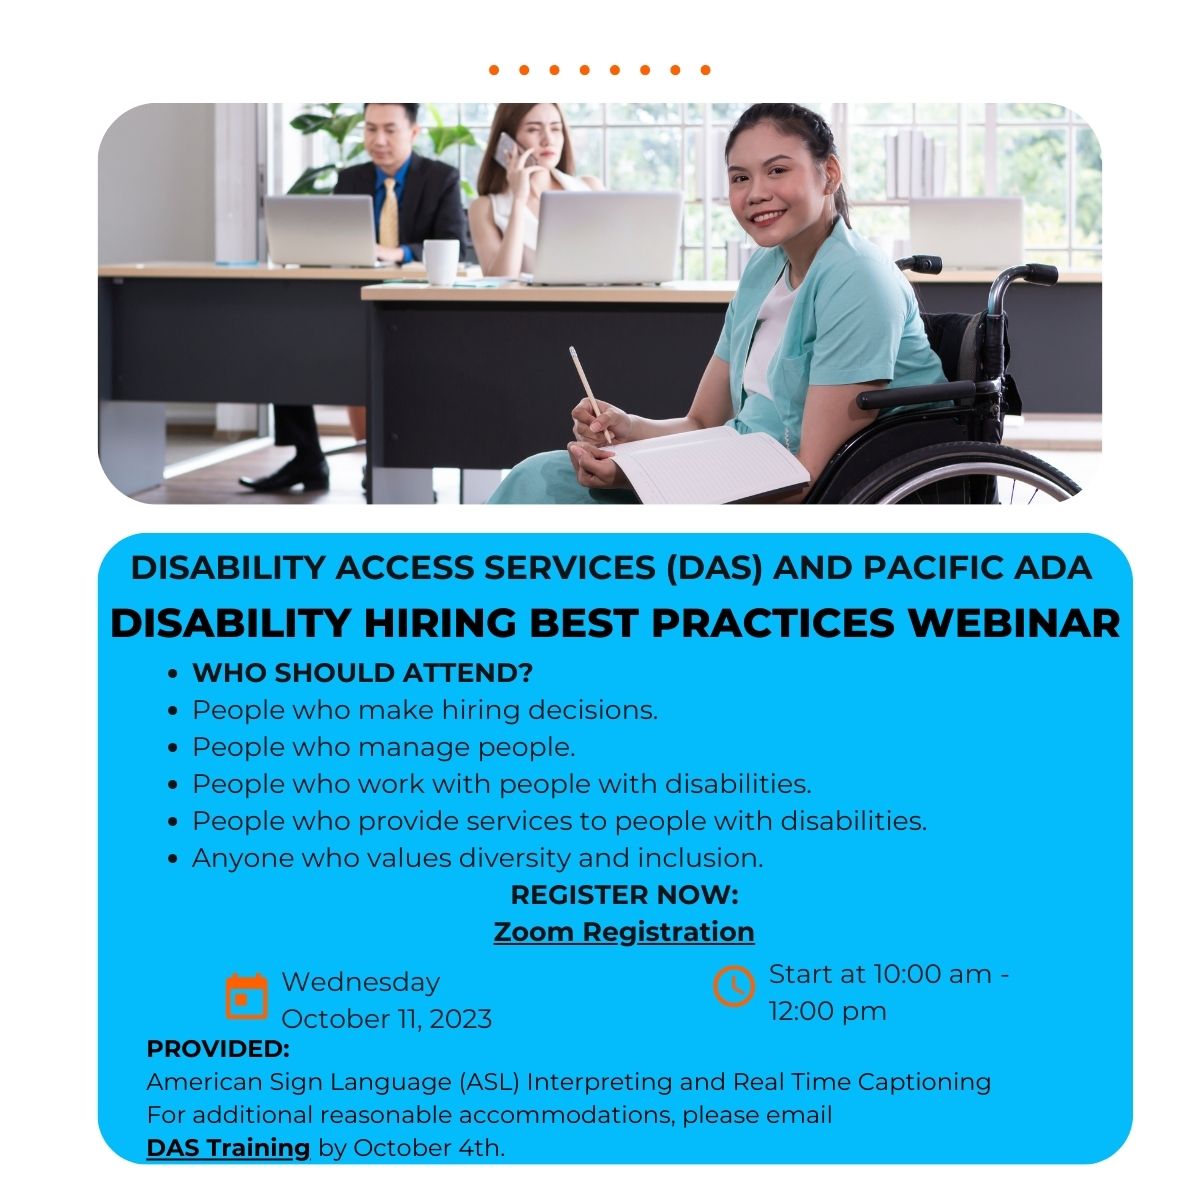 DISABILITY ACCESS SERVICES (DAS) AND PACIFIC ADA
DISABILITY HIRING BEST PRACTICES WEBINAR
• WHO SHOULD ATTEND?
• People who make hiring decisions.
• People who manage people.
• People who work with people with disabilities.
• People who provide services to people with disabilities.
• Anyone who values diversity and inclusion.
REGISTER NOW:
Zoom Registration
Wednesday
October 11, 2023
Start at 10:00 am -
12:00 pm
PROVIDED:
American Sign Language (ASL) Interpreting and Real Time Captioning
For additional reasonable accommodations, please email
DAS Training by October 4th.